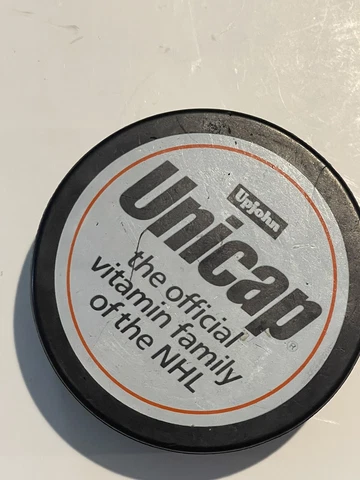 Upjohn
Unicap®
the official
vitamin family
of the NHL